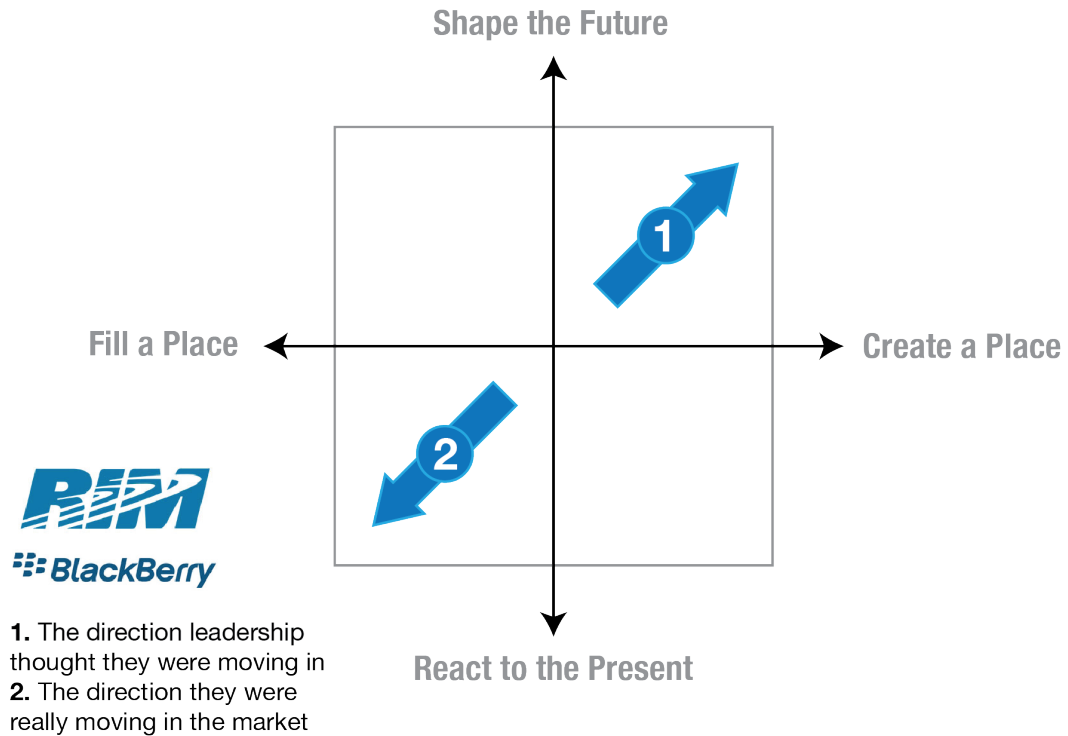 Shape the Future
1
Fill a Place
Create a Place
2
RIM
BlackBerry
1. The direction leadership
thought they were moving in
2. The direction they were
really moving in the market
React to the Present